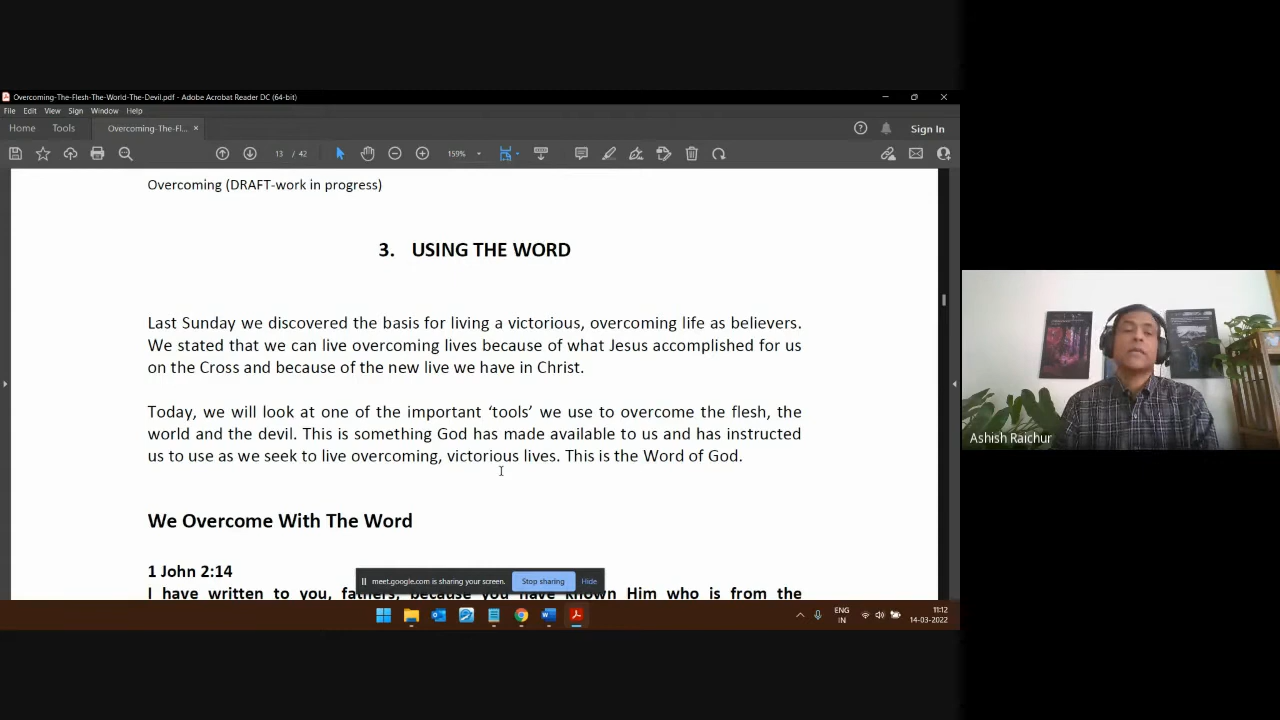 Overcoming-The-Flesh-The-World-The-Devil.pdf - Adobe Acrobat Reader DC (64-bit)
File Edit View Sign Window Help
Home Tools Overcoming-The-Fl... × Sign In
13 / 42 159%
Overcoming (DRAFT-work in progress)
3. USING THE WORD
Last Sunday we discovered the basis for living a victorious, overcoming life as believers.
We stated that we can live overcoming lives because of what Jesus accomplished for us
on the Cross and because of the new live we have in Christ.
Today, we will look at one of the important ‘tools’ we use to overcome the flesh, the
world and the devil. This is something God has made available to us and has instructed
us to use as we seek to live overcoming, victorious lives. This is the Word of God.
We Overcome With The Word
1 John 2:14
I have written to you, fathers, because you have known Him who is from the
meet.google.com is sharing your screen. Stop sharing Hide
ENG
IN
11:12
14-03-2022
Ashish Raichur